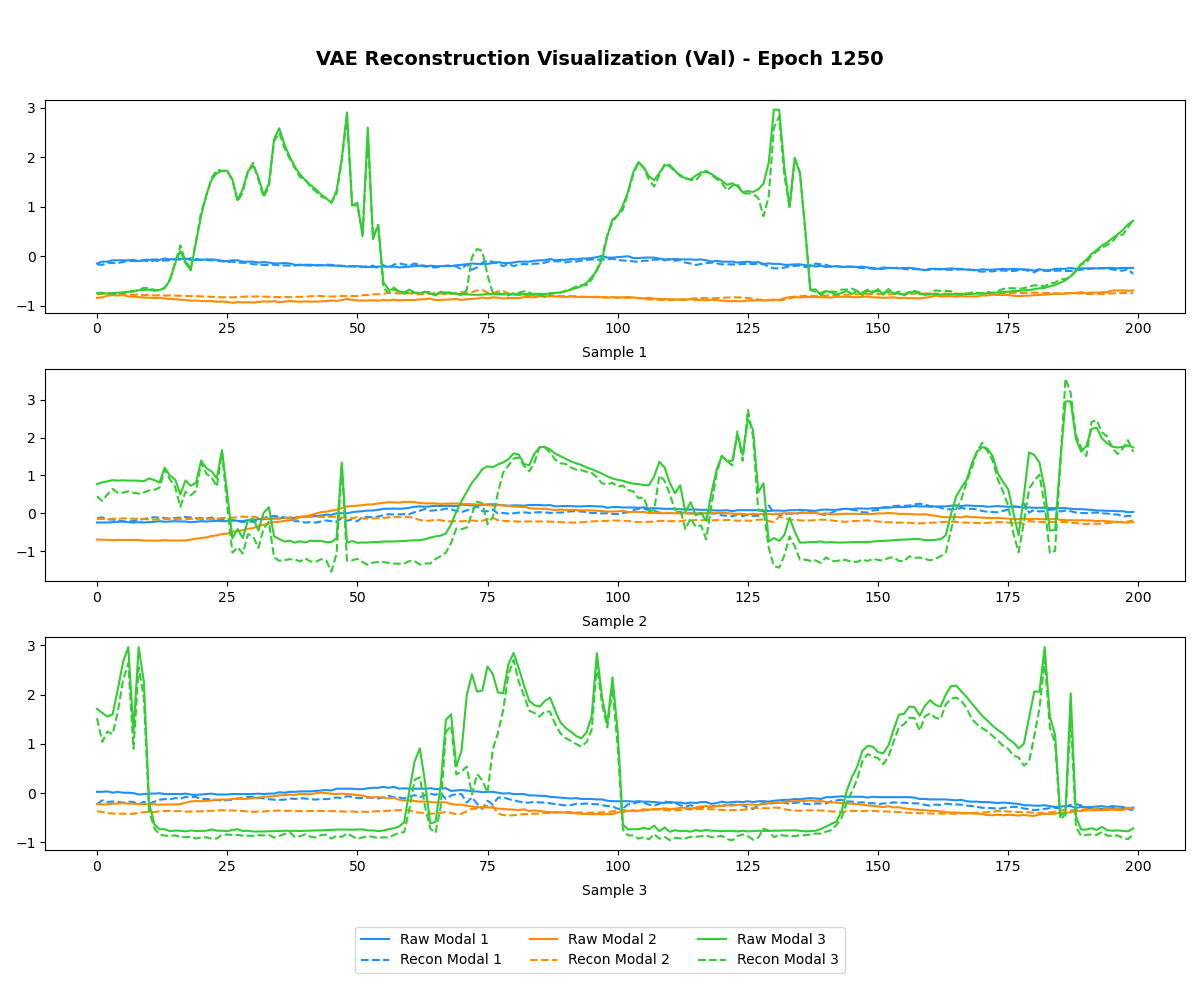 VAE Reconstruction Visualization (Val) - Epoch 1250
3
2
1
0
−1
0 25 50 75 100 125 150 175 200
Sample 1
3
2
1
0
−1
0 25 50 75 100 125 150 175 200
Sample 2
3
2
1
0
−1
0 25 50 75 100 125 150 175 200
Sample 3
Raw Modal 1 Raw Modal 2 Raw Modal 3
Recon Modal 1 Recon Modal 2 Recon Modal 3